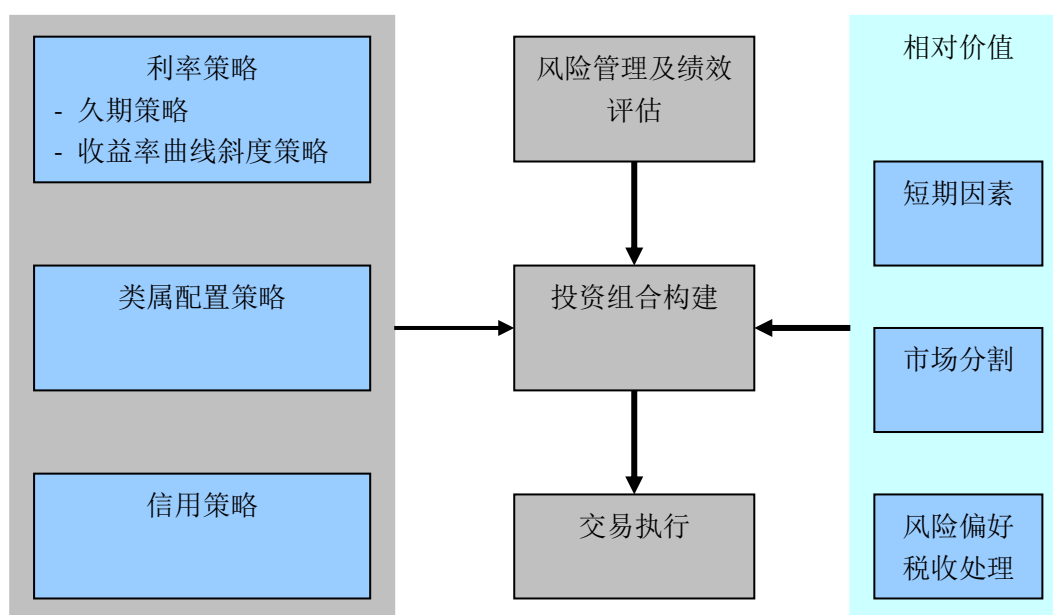 利率策略
- 久期策略
- 收益率曲线斜度策略
类属配置策略
信用策略
风险管理及绩效
评估
投资组合构建
交易执行
相对价值
短期因素
市场分割
风险偏好
税收处理